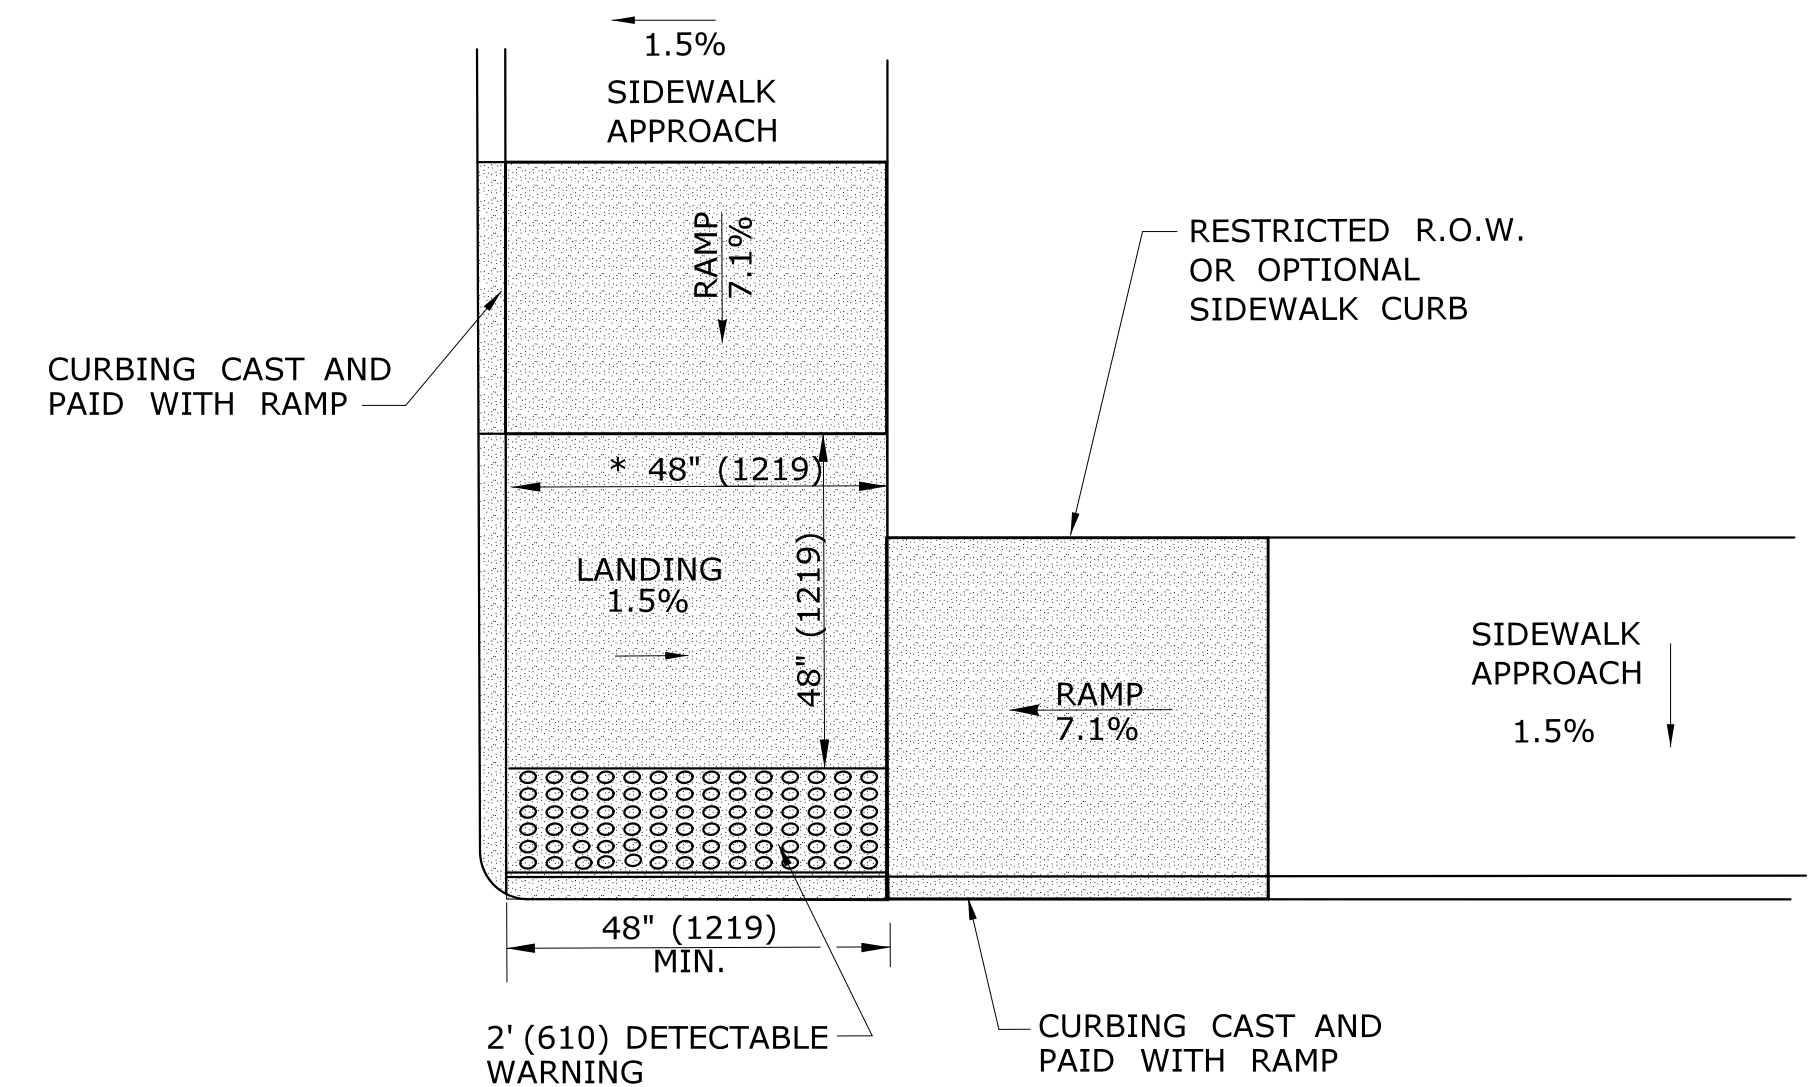 1.5%
SIDEWALK
APPROACH
RAMP
7.1%
RESTRICTED R.O.W.
OR OPTIONAL
SIDEWALK CURB
CURBING CAST AND
PAID WITH RAMP
* 48" (1219)
LANDING
1.5%
48" (1219)
RAMP
7.1%
SIDEWALK
APPROACH
1.5%
48" (1219)
MIN.
2' (610) DETECTABLE
WARNING
CURBING CAST AND
PAID WITH RAMP